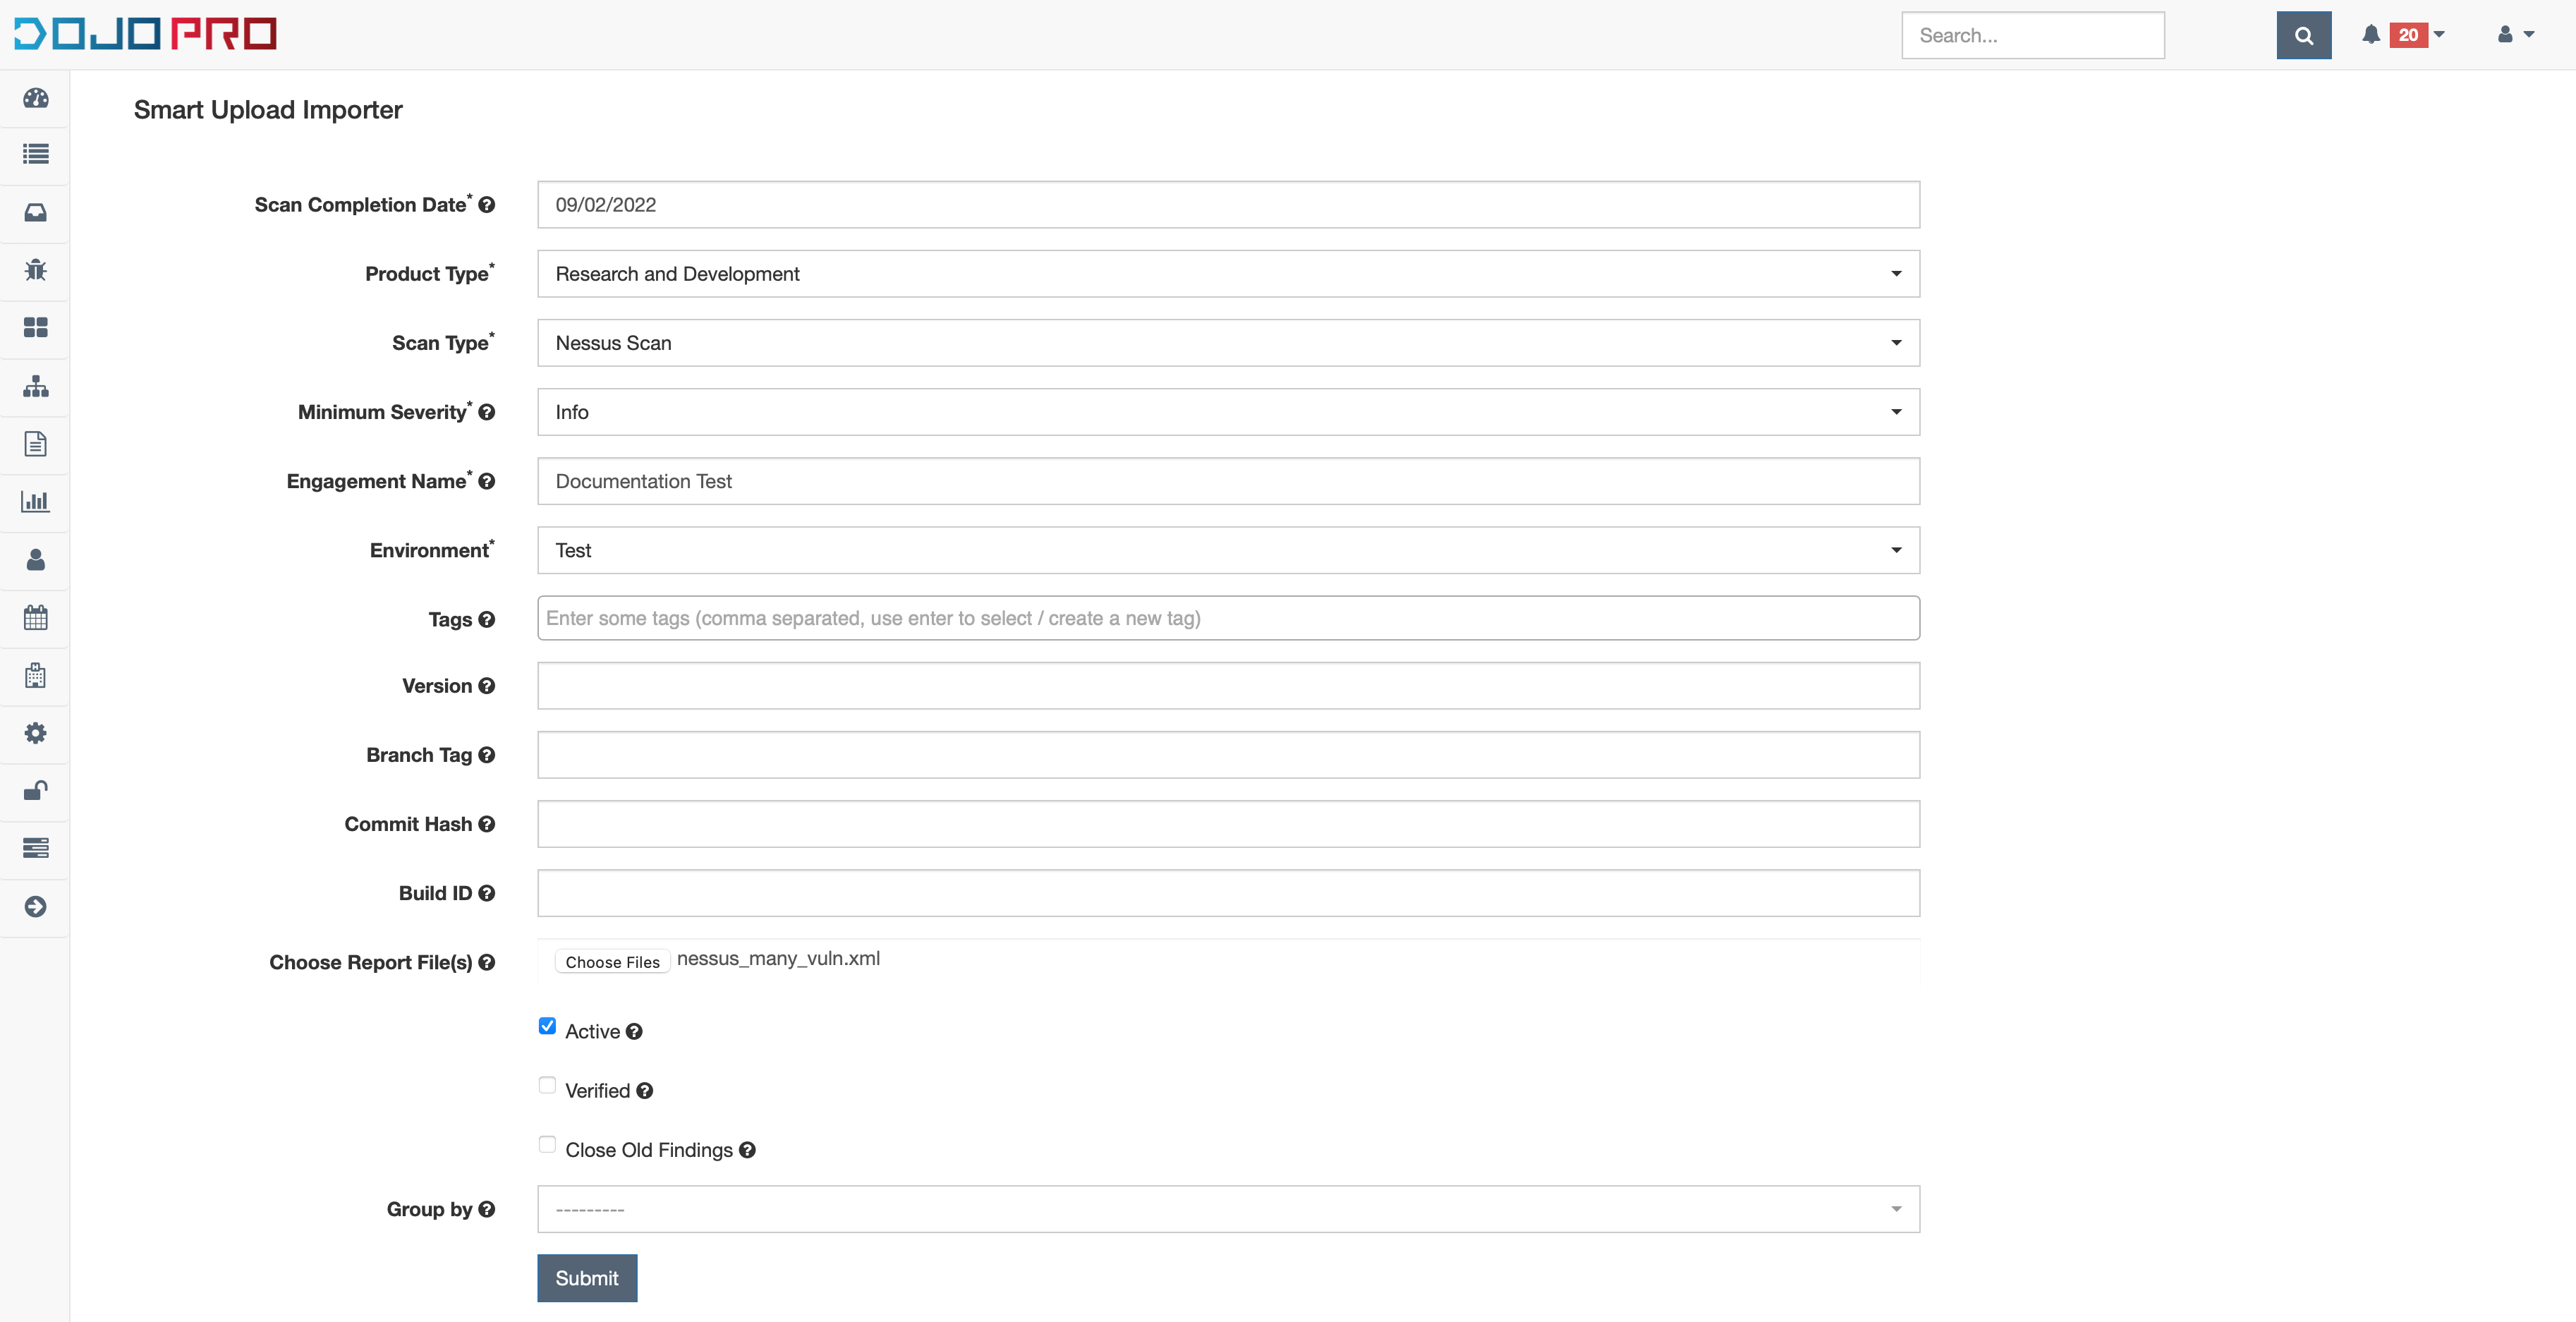 DOJO PRO
Search...
20
Smart Upload Importer
Scan Completion Date* 09/02/2022
Product Type* Research and Development
Scan Type* Nessus Scan
Minimum Severity* Info
Engagement Name* Documentation Test
Environment* Test
Tags Enter some tags (comma separated, use enter to select / create a new tag)
Version
Branch Tag
Commit Hash
Build ID
Choose Report File(s) Choose Files nessus_many_vuln.xml
Active
Verified
Close Old Findings
Group by ---------
Submit